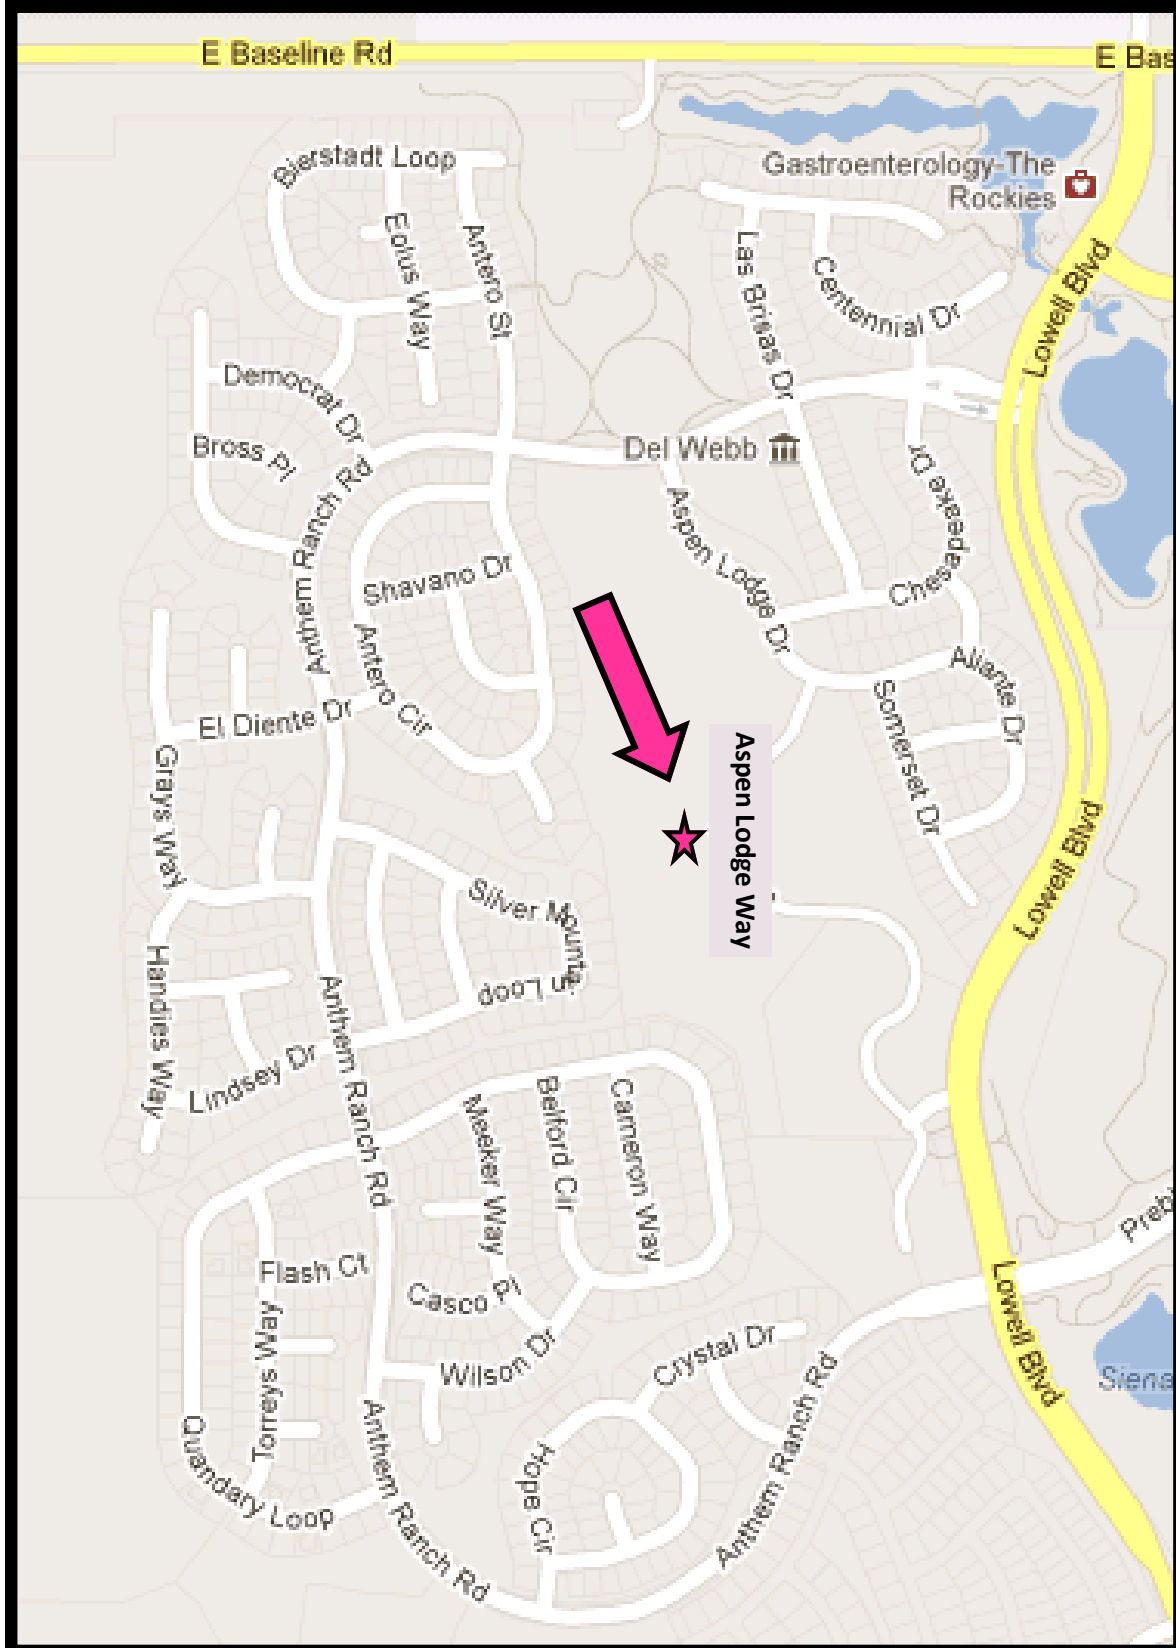 E Baseline Rd
E Bas
Bierstadt Loop
Gastroenterology-The
Rockies
Eolus Way
Antero St
Las Brisas Dr
Centennial Dr
Lowell Blvd
Democrat Dr
Bross Pl
Del Webb
Anthem Ranch Rd
Aspen Lodge Dr
Chesapeake Dr
Shavano Dr
Antero Cir
Aliante Dr
Somerset Dr
El Diente Dr
Grays Way
Aspen Lodge Way
Lowell Blvd
Silver Mountain Loop
Handies Way
Anthem Ranch Rd
Lindsey Dr
Meeker Way
Belford Cir
Cameron Way
Preb
Flash Ct
Casco Pl
Torreys Way
Wilson Dr
Crystal Dr
Lowell Blvd
Siena
Quandary Loop
Anthem Ranch Rd
Hope Cir
Anthem Ranch Rd